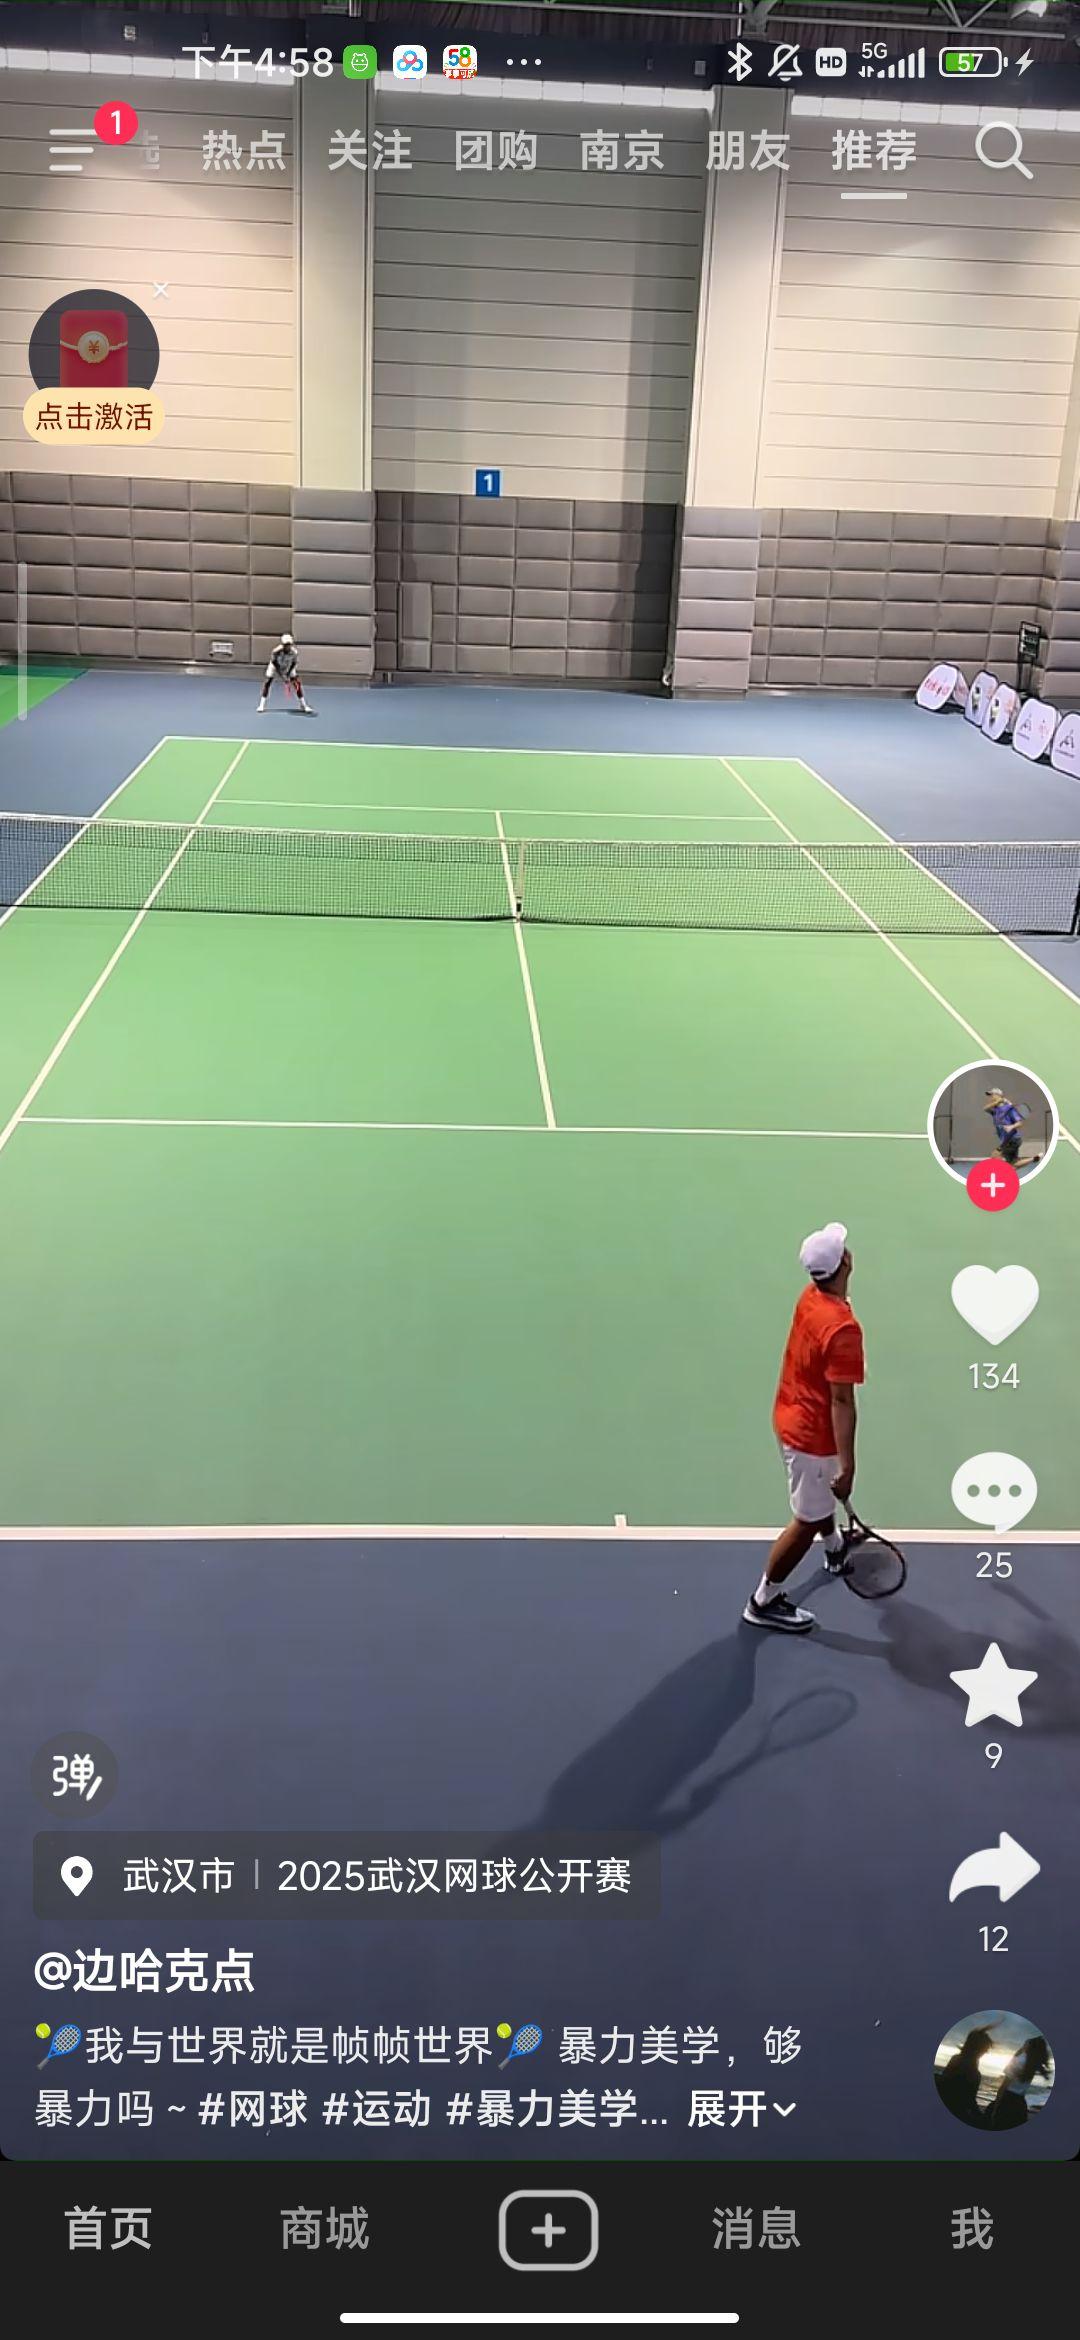 下午4:58
58
5G
HD
57
1
热点 关注 团购 南京 朋友 推荐
¥
点击激活
1
134
25
9
12
弹
武汉市 | 2025武汉网球公开赛
@边哈克点
🎾我与世界就是帧帧世界🎾 暴力美学，够
暴力吗 ~ #网球 #运动 #暴力美学... 展开
首页 商城 消息 我